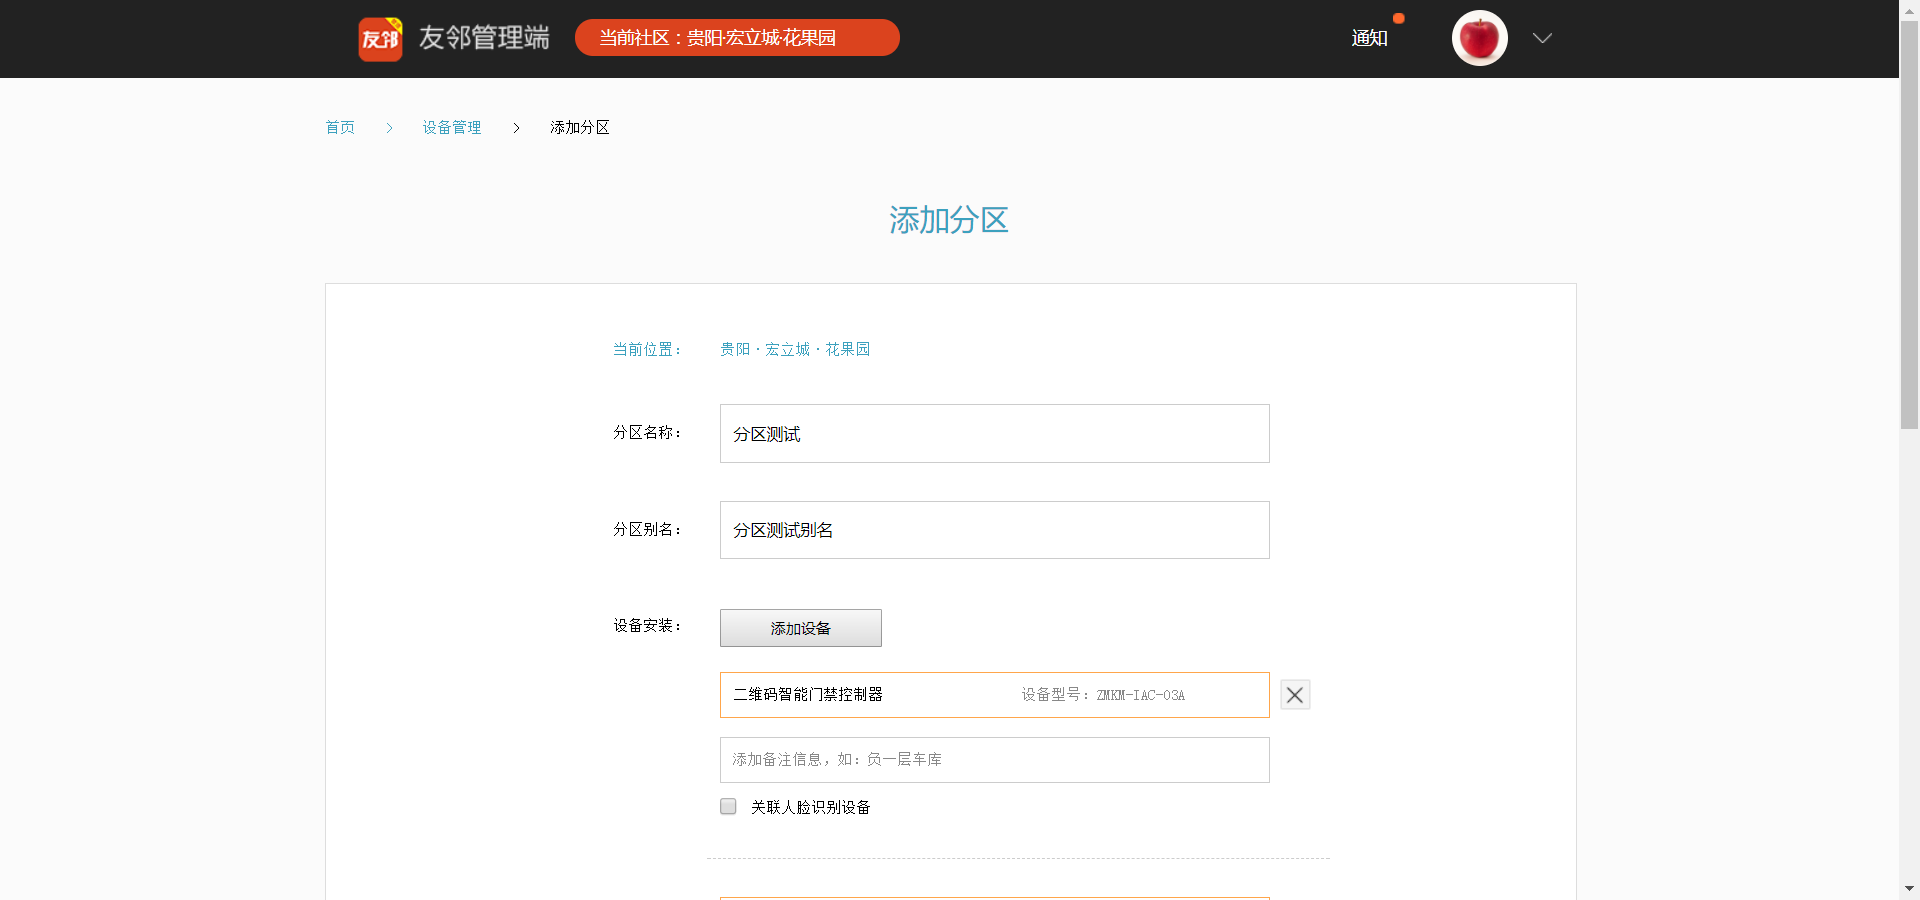 友邻 友邻管理端 当前社区：贵阳·宏立城·花果园 通知
首页 > 设备管理 > 添加分区
添加分区
当前位置： 贵阳·宏立城·花果园
分区名称： 分区测试
分区别名： 分区测试别名
设备安装： 添加设备
二维码智能门禁控制器 设备型号：ZMKM-IAC-03A
添加备注信息，如：负一层车库
关联人脸识别设备